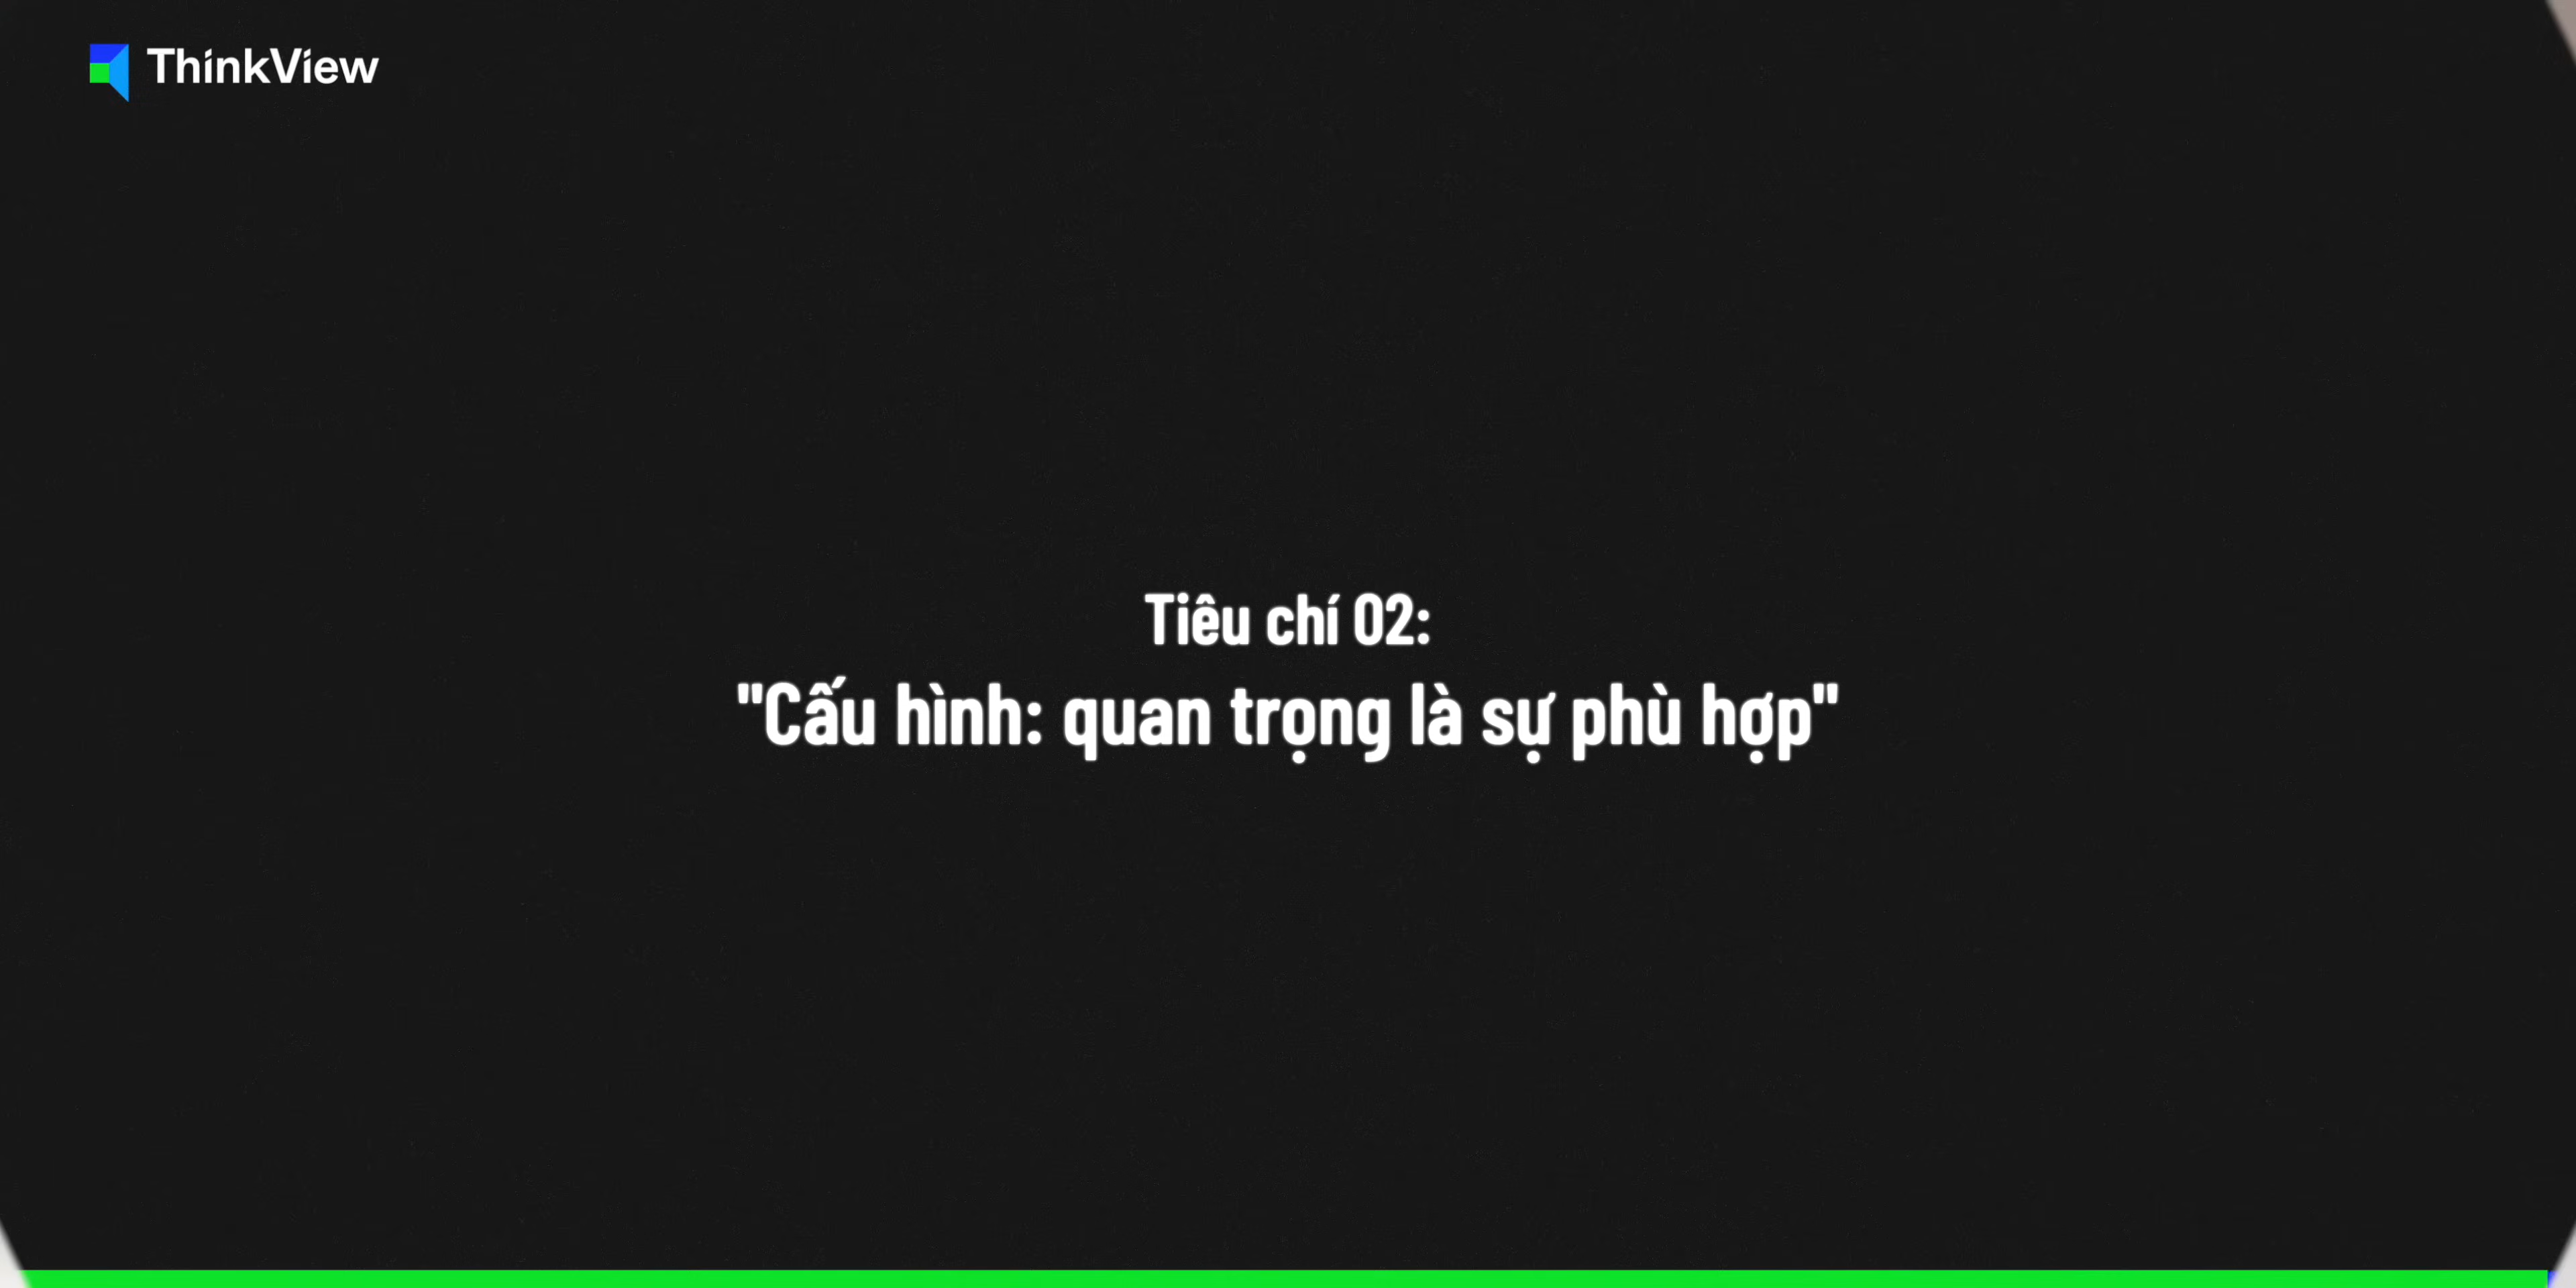 ThinkView
Tiêu chí 02:
"Cấu hình: quan trọng là sự phù hợp"